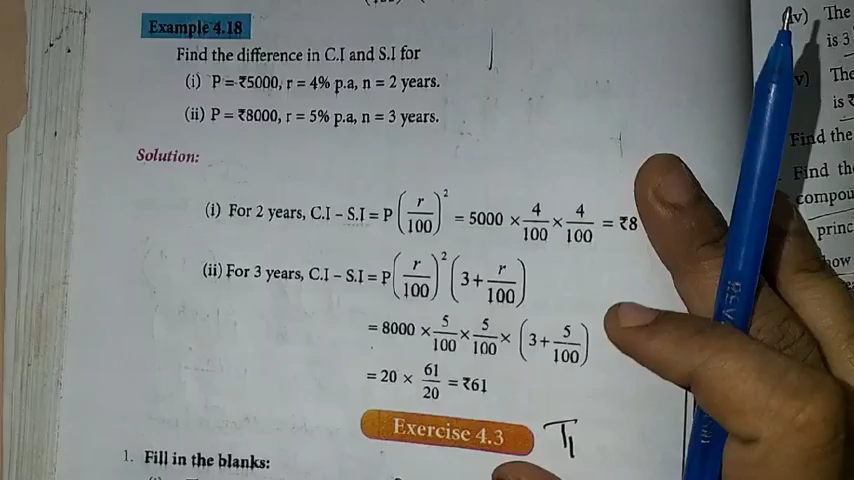 Example 4.18
Find the difference in C.I and S.I for
(i) P = ₹5000, r = 4% p.a, n = 2 years.
(ii) P = ₹8000, r = 5% p.a, n = 3 years.
Solution:
(i) For 2 years, C.I – S.I = P (r/100)² = 5000 × 4/100 × 4/100 = ₹8
(ii) For 3 years, C.I – S.I = P (r/100)² (3 + r/100)
= 8000 × 5/100 × 5/100 × (3 + 5/100)
= 20 × 61/20 = ₹61
Exercise 4.3
1. Fill in the blanks:
iv) The
is 3
v) The
is ₹
Find the
Find the
compou
princ
how